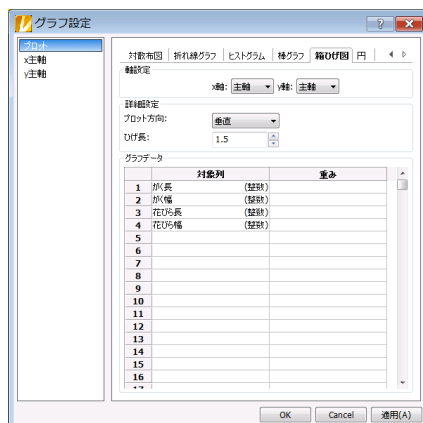 グラフ設定
プロット
x主軸
y主軸
対散布図 折れ線グラフ ヒストグラム 棒グラフ 箱ひげ図 円
軸設定
x軸: 主軸 y軸: 主軸
詳細設定
プロット方向: 垂直
ひげ長: 1.5
グラフデータ
対象列 重み
1 がく長 (整数)
2 がく幅 (整数)
3 花びら長 (整数)
4 花びら幅 (整数)
5
6
7
8
9
10
11
12
13
14
15
16
17
OK Cancel 適用(A)